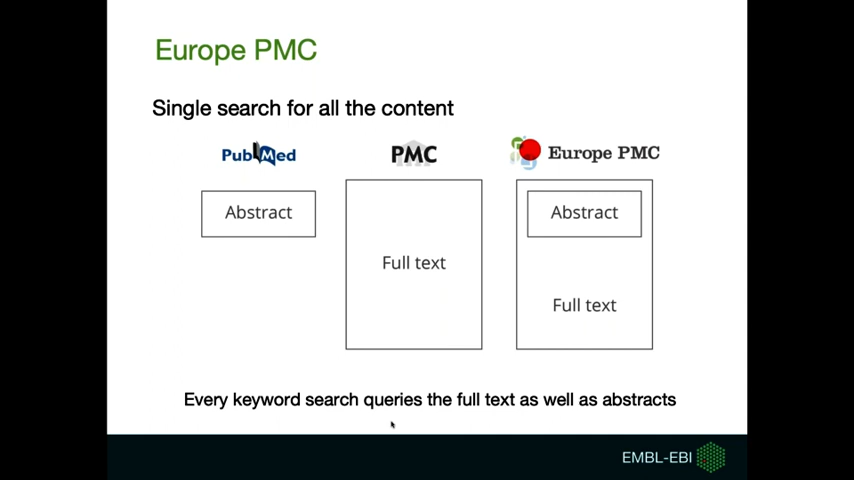 Europe PMC
Single search for all the content
PubMed
PMC
Europe PMC
Abstract
Full text
Abstract
Full text
Every keyword search queries the full text as well as abstracts
EMBL-EBI